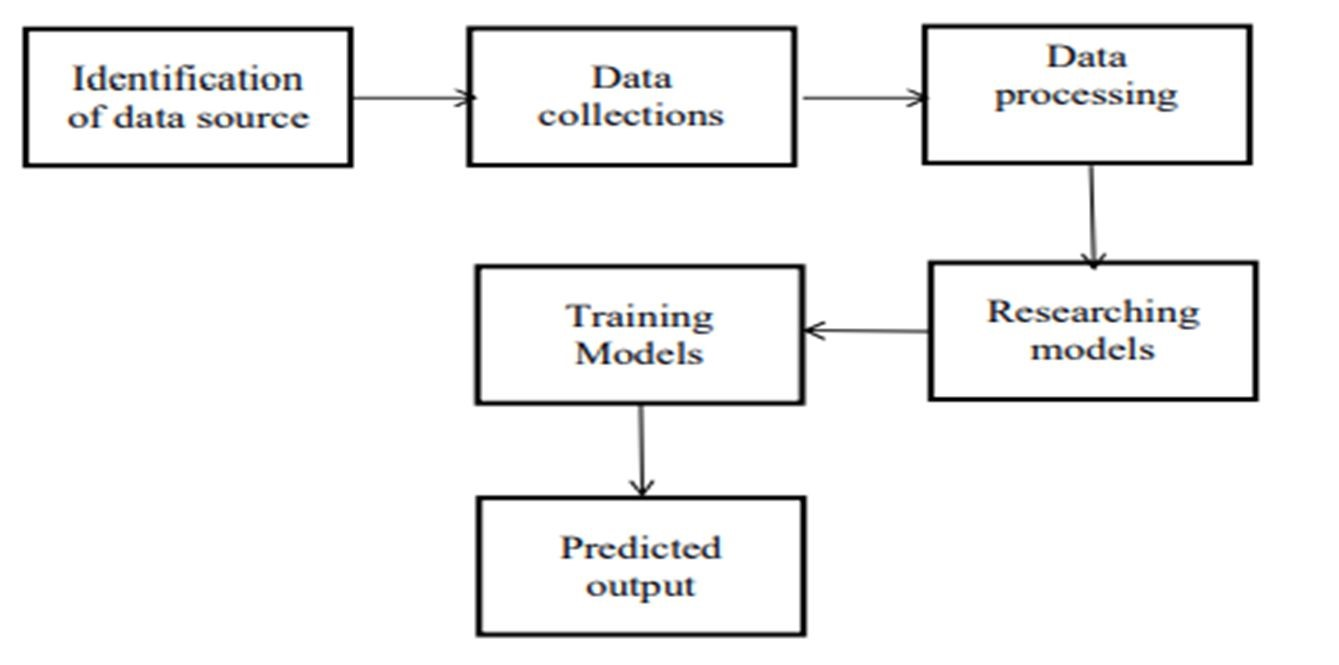 Identification
of data source
Data
collections
Data
processing
Researching
models
Training
Models
Predicted
output